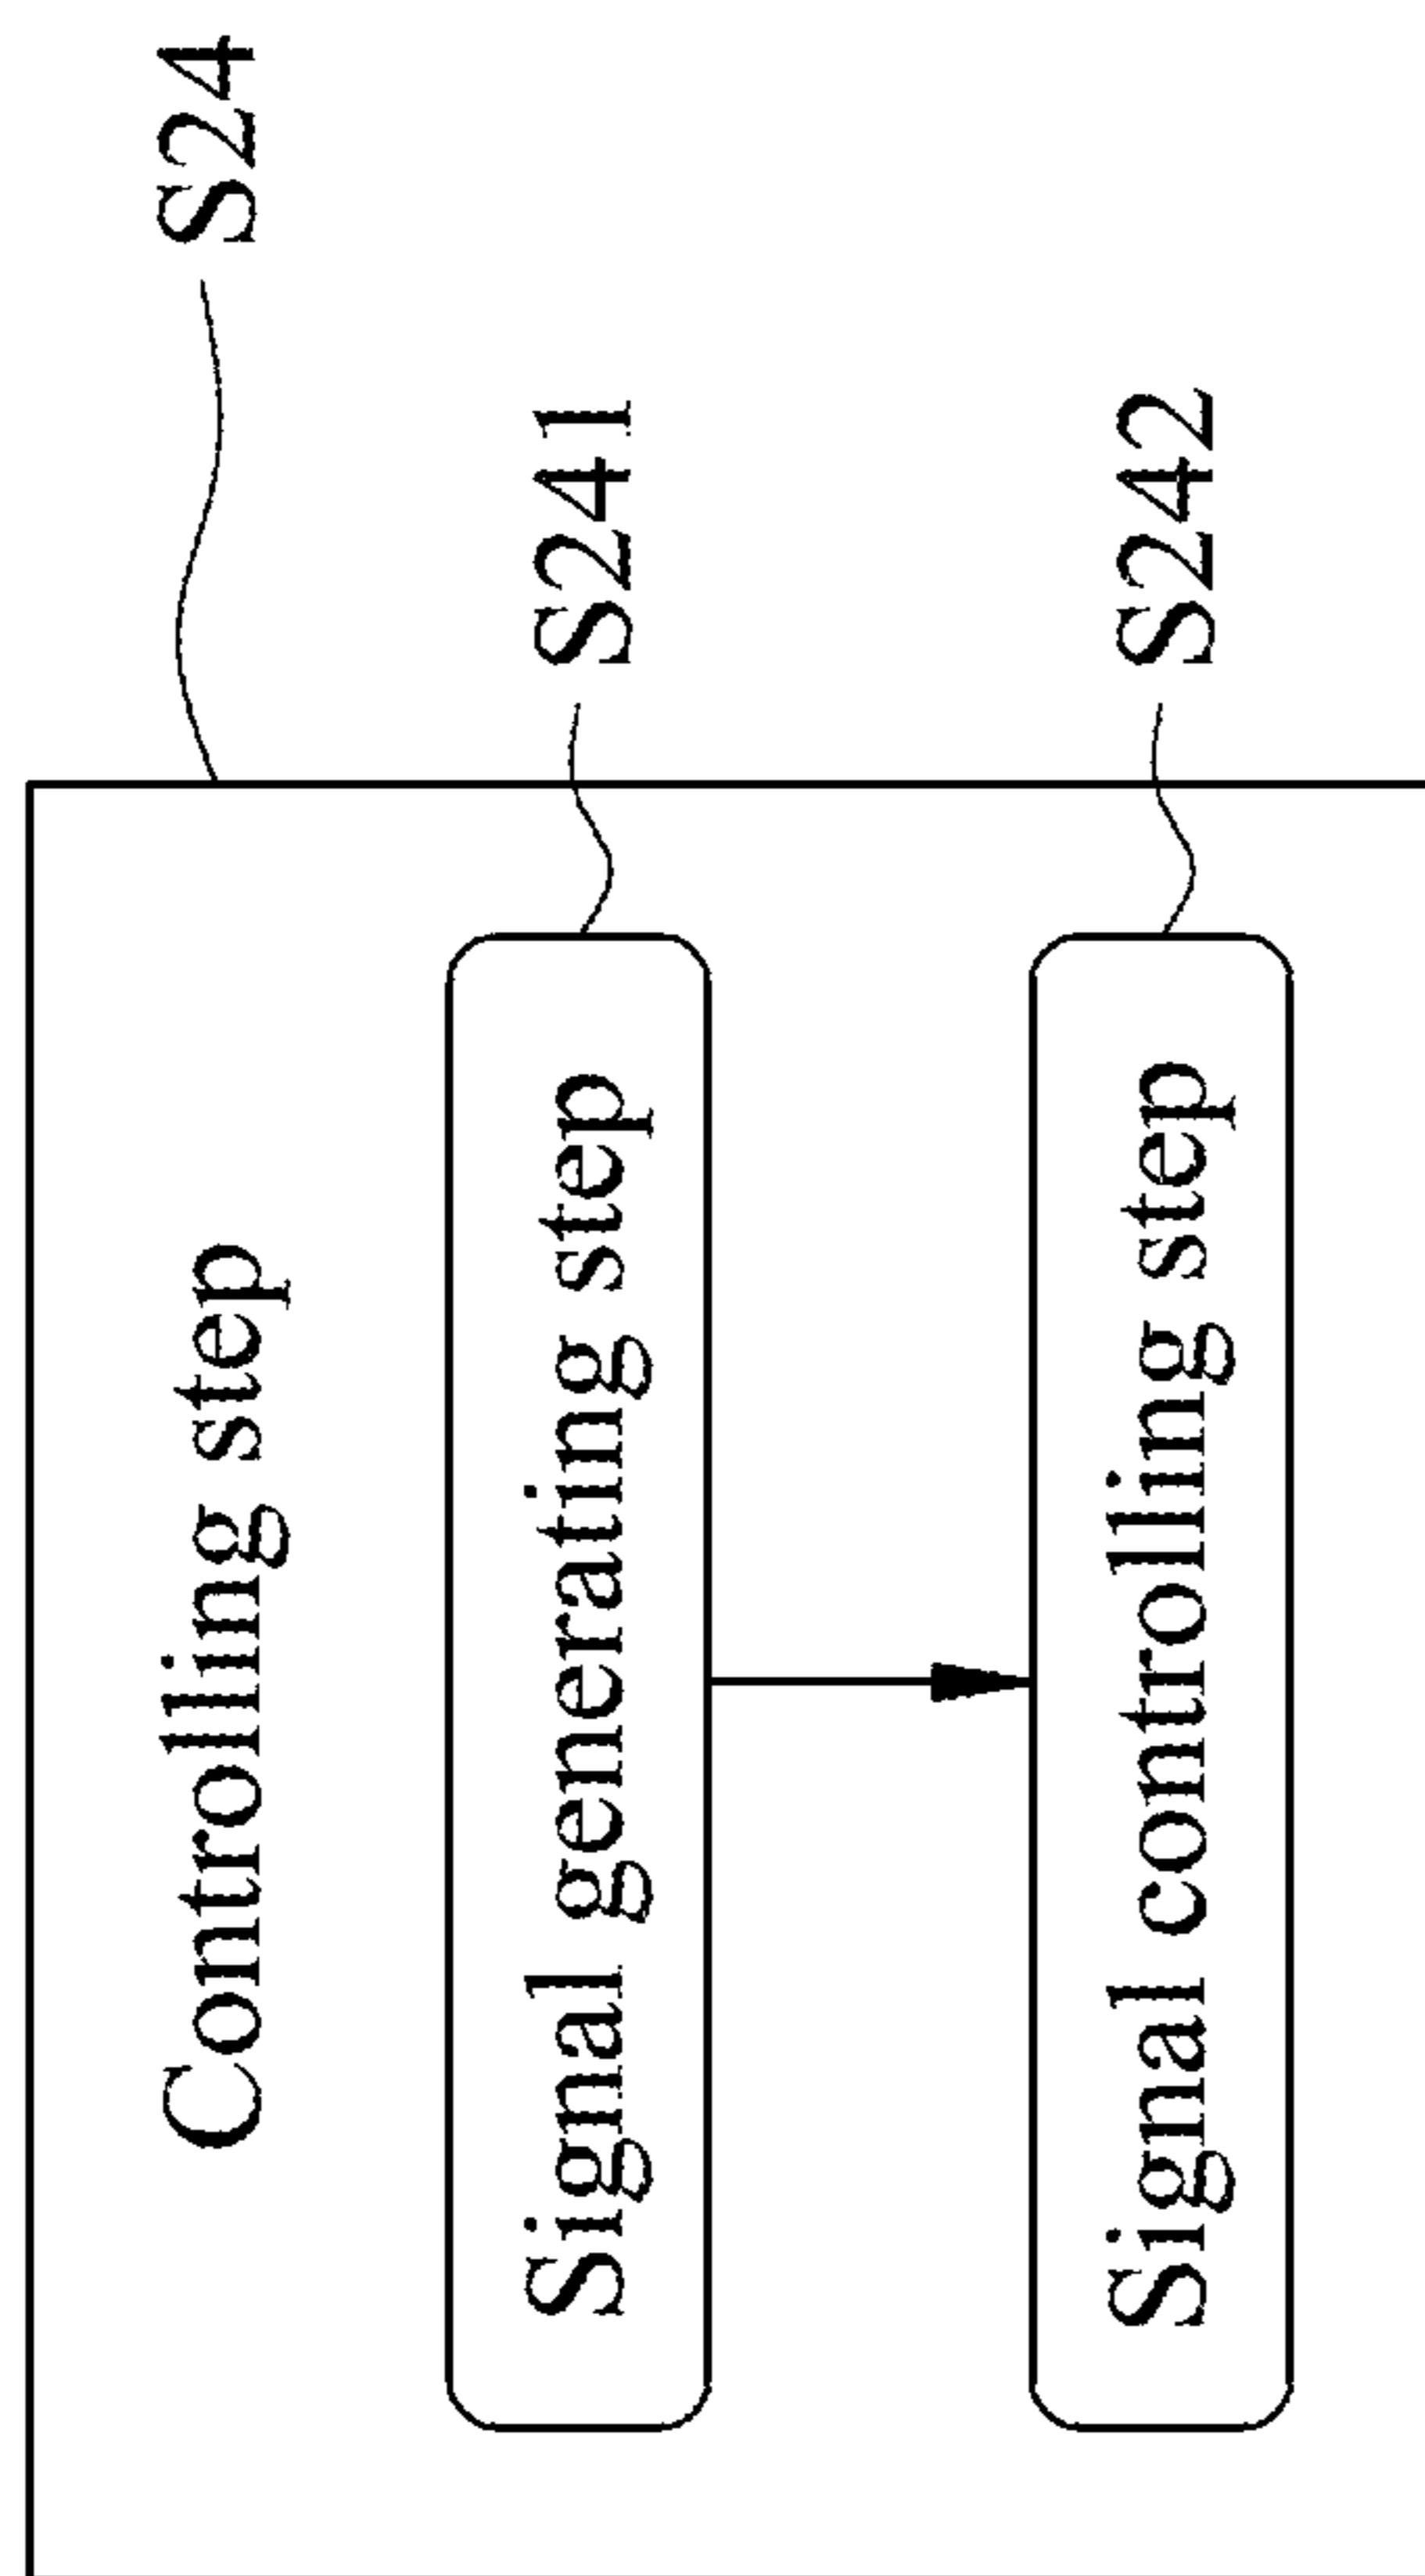 Controlling step
S24
Signal generating step
S241
Signal controlling step
S242